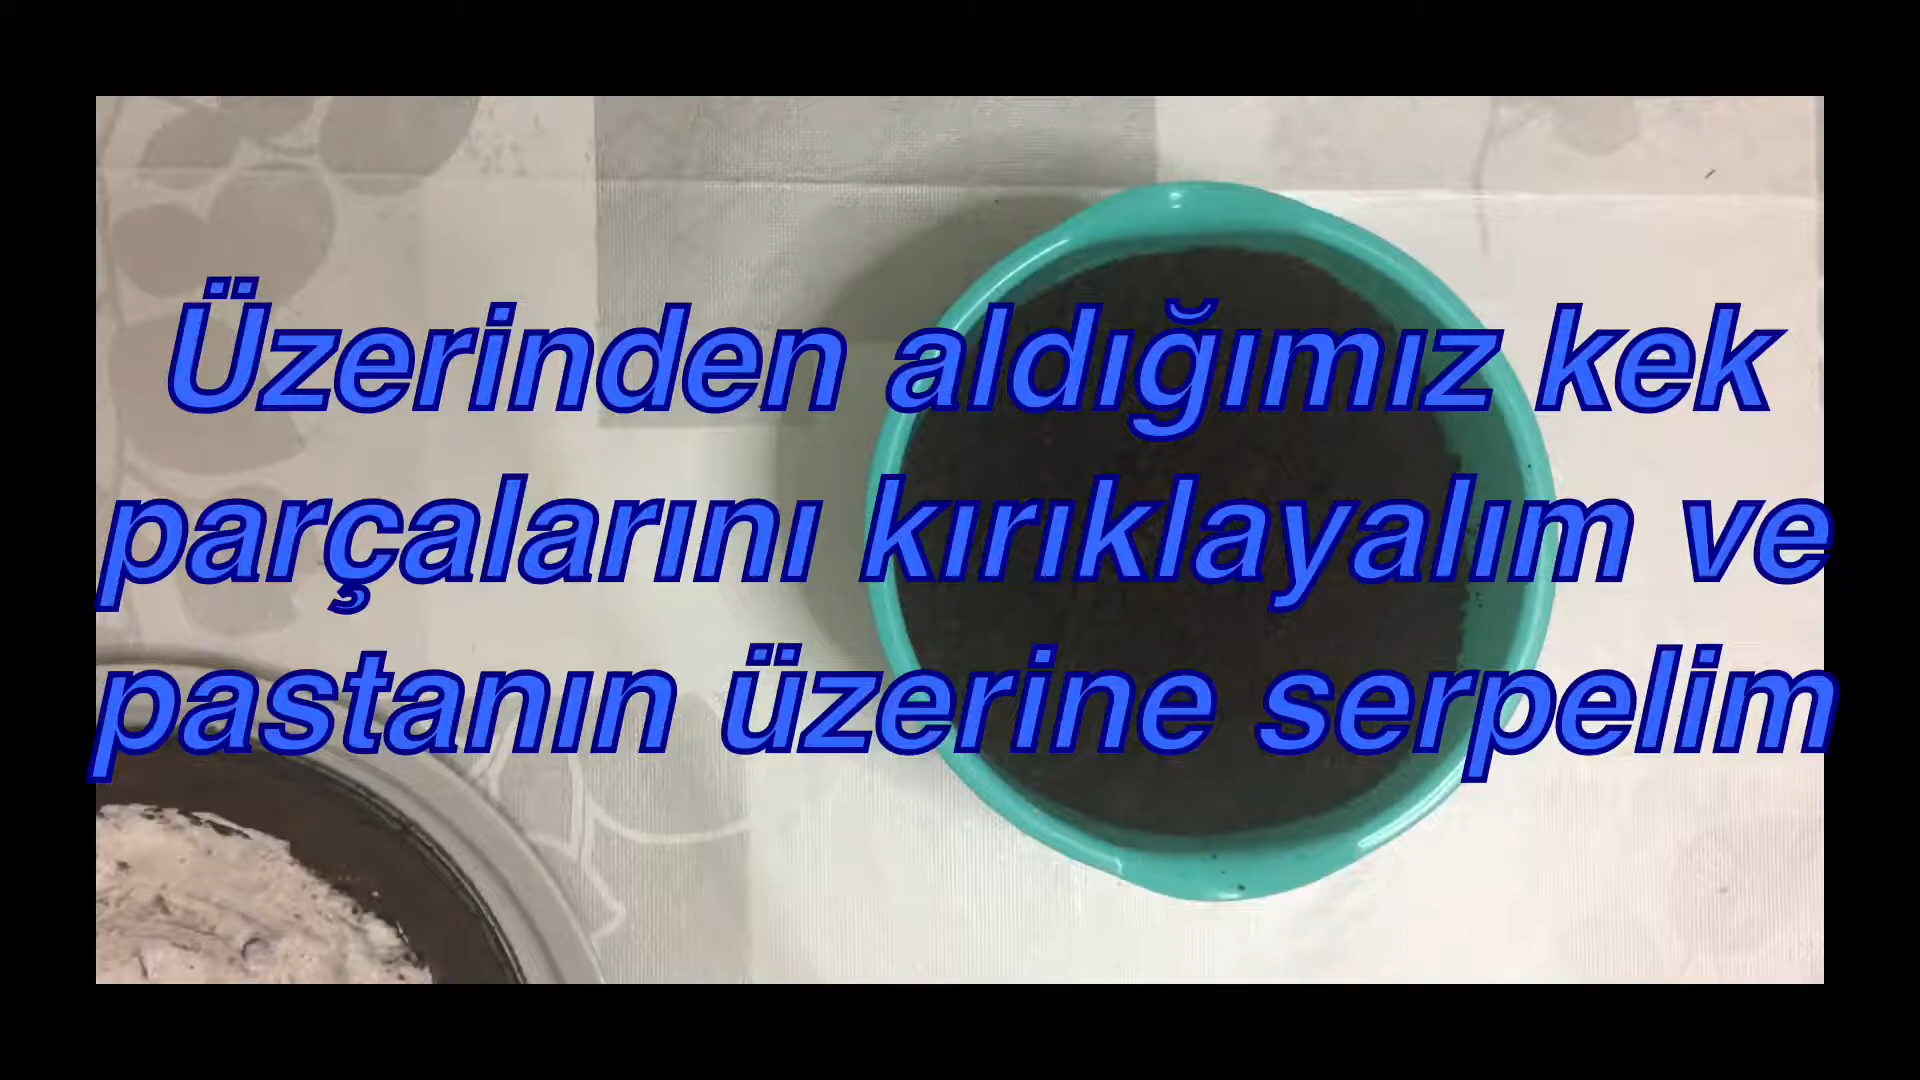 Üzerinden aldığımız kek
parçalarını kırıklayalım ve
pastanın üzerine serpelim